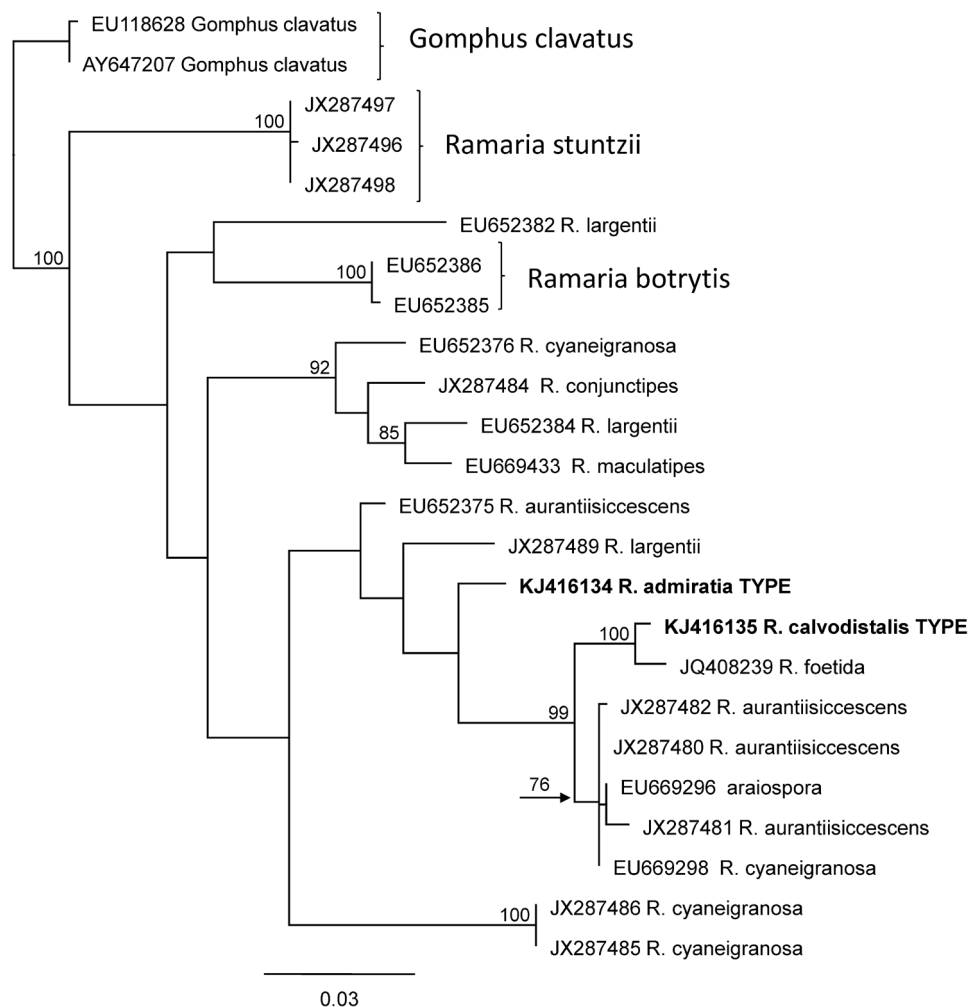 EU118628 Gomphus clavatus
Gomphus clavatus
AY647207 Gomphus clavatus
JX287497
100
JX287496
Ramaria stuntzii
JX287498
EU652382 R. largentii
100
EU652386
100
Ramaria botrytis
EU652385
EU652376 R. cyaneigranosa
92
JX287484 R. conjunctipes
EU652384 R. largentii
85
EU669433 R. maculatipes
EU652375 R. aurantiisiccescens
JX287489 R. largentii
KJ416134 R. admiratia TYPE
KJ416135 R. calvodistalis TYPE
100
JQ408239 R. foetida
JX287482 R. aurantiisiccescens
99
JX287480 R. aurantiisiccescens
EU669296 araiospora
76
JX287481 R. aurantiisiccescens
EU669298 R. cyaneigranosa
JX287486 R. cyaneigranosa
100
JX287485 R. cyaneigranosa
0.03